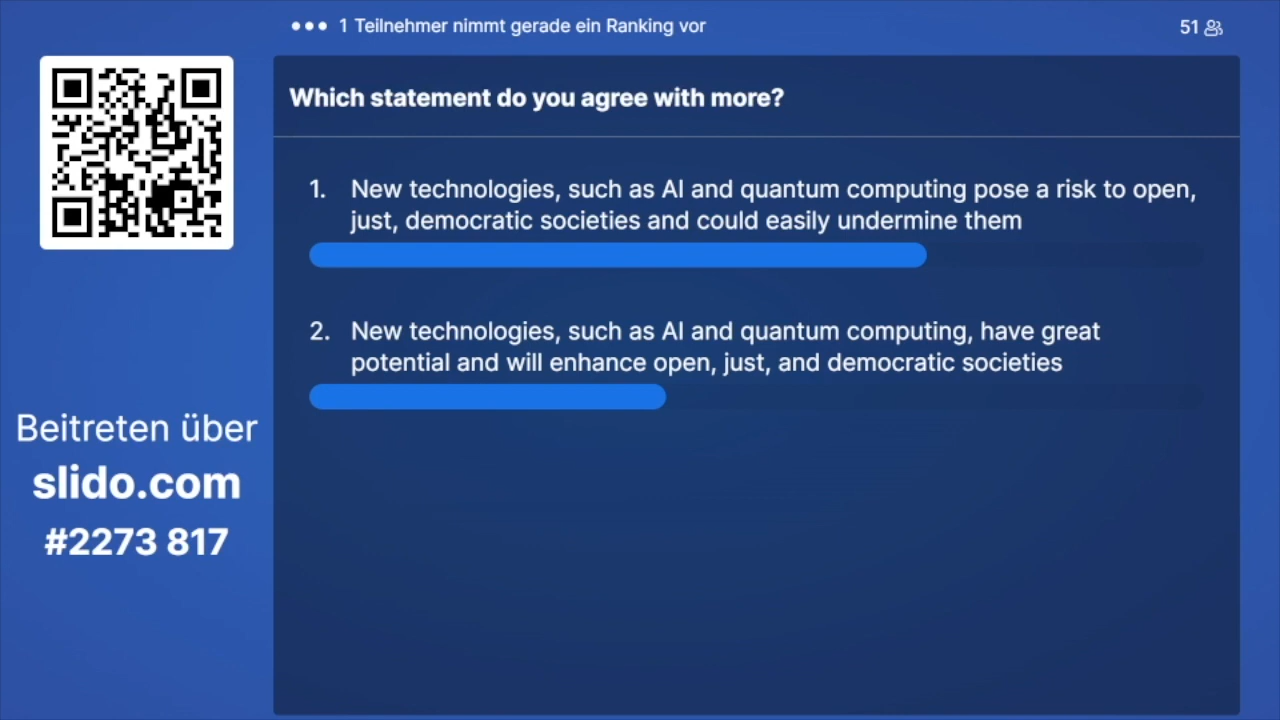 1 Teilnehmer nimmt gerade ein Ranking vor
51
Which statement do you agree with more?
1. New technologies, such as AI and quantum computing pose a risk to open,
just, democratic societies and could easily undermine them
2. New technologies, such as AI and quantum computing, have great
potential and will enhance open, just, and democratic societies
Beitreten über
slido.com
#2273 817